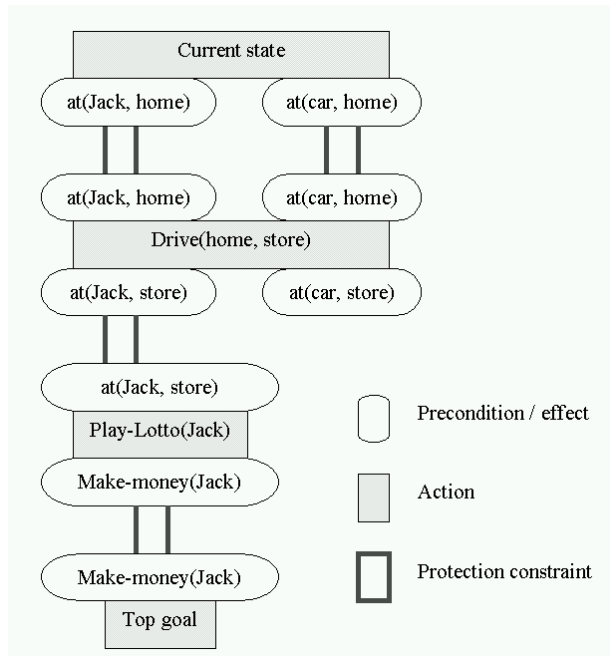 Current state
at(Jack, home)
at(car, home)
at(Jack, home)
at(car, home)
Drive(home, store)
at(Jack, store)
at(car, store)
at(Jack, store)
Play-Lotto(Jack)
Make-money(Jack)
Make-money(Jack)
Top goal
Precondition / effect
Action
Protection constraint